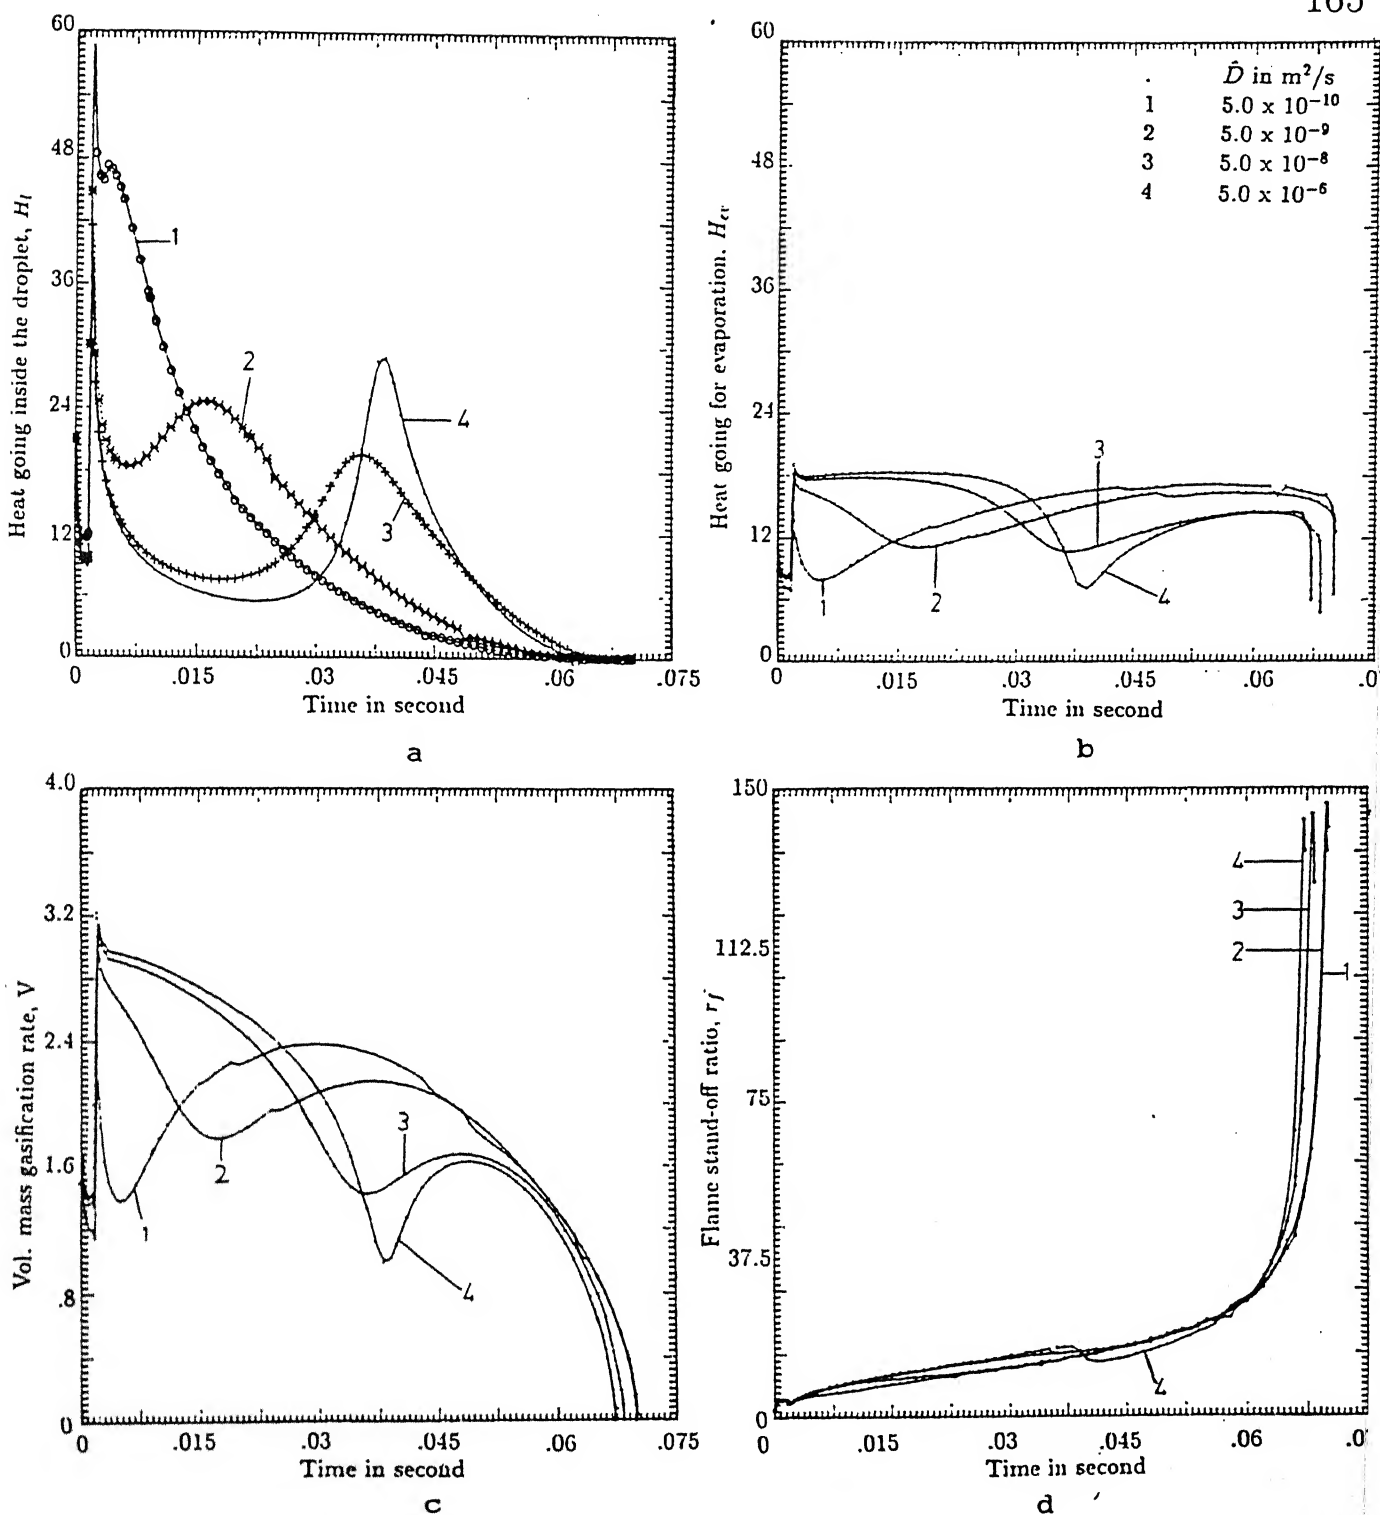 165
60
48
36
24
12
0
Heat going inside the droplet, H_l
1
2
3
4
0 .015 .03 .045 .06 .075
Time in second
a
60
48
36
24
12
0
Heat going for evaporation. H_ev
. D̂ in m²/s
1 5.0 x 10⁻¹⁰
2 5.0 x 10⁻⁹
3 5.0 x 10⁻⁸
4 5.0 x 10⁻⁶
3
1
2
4
0 .015 .03 .045 .06 .0
Time in second
b
4.0
3.2
2.4
1.6
.8
0
Vol. mass gasification rate, V
3
2
1
4
0 .015 .03 .045 .06 .075
Time in second
c
150
112.5
75
37.5
0
Flame stand-off ratio, r_f
4
3
2
1
4
0 .015 .03 .045 .06 .0
Time in second
d